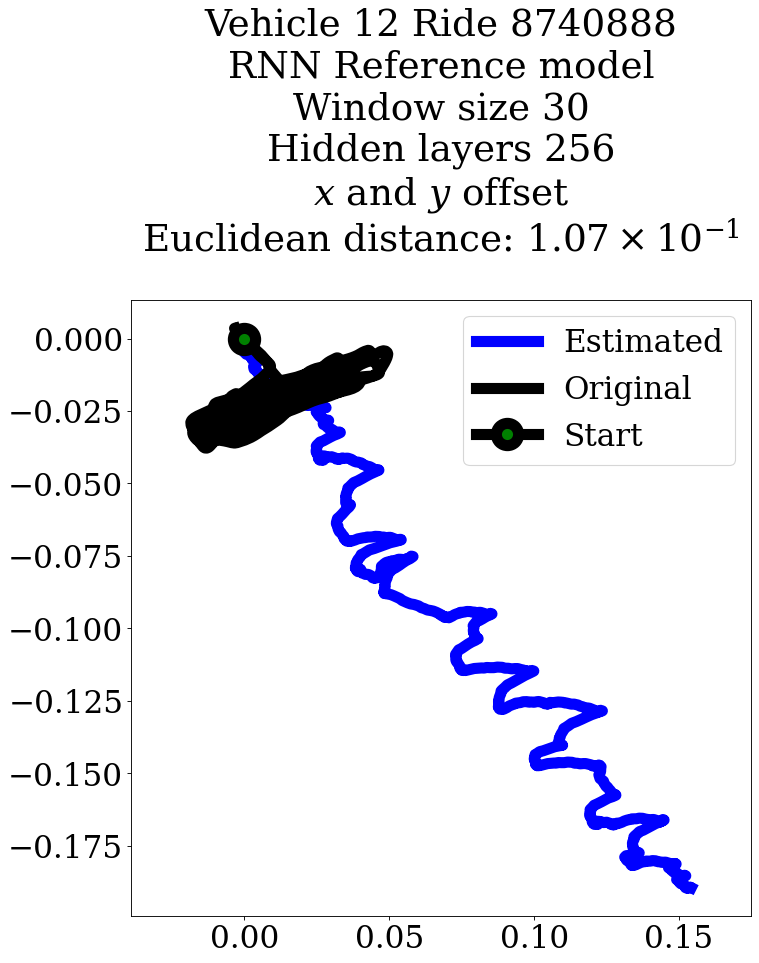 Vehicle 12 Ride 8740888
RNN Reference model
Window size 30
Hidden layers 256
x and y offset
Euclidean distance: 1.07 × 10⁻¹
Estimated
Original
Start
0.000
−0.025
−0.050
−0.075
−0.100
−0.125
−0.150
−0.175
0.00 0.05 0.10 0.15